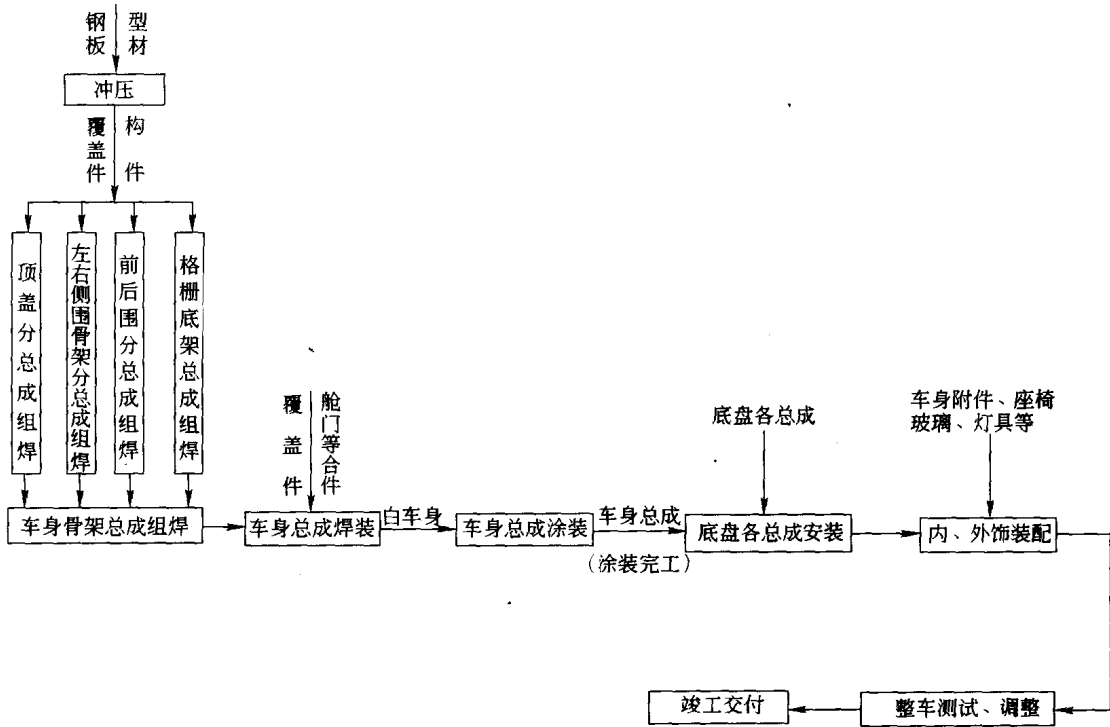 钢板
型材
冲压
覆盖件
构件
顶盖分总成组焊
左右侧围骨架分总成组焊
前后围分总成组焊
格栅底架总成组焊
车身骨架总成组焊
覆盖件
舱门等合件
车身总成焊装
白车身
车身总成涂装
车身总成
(涂装完工)
底盘各总成
底盘各总成安装
车身附件、座椅
玻璃、灯具等
内、外饰装配
整车测试、调整
竣工交付